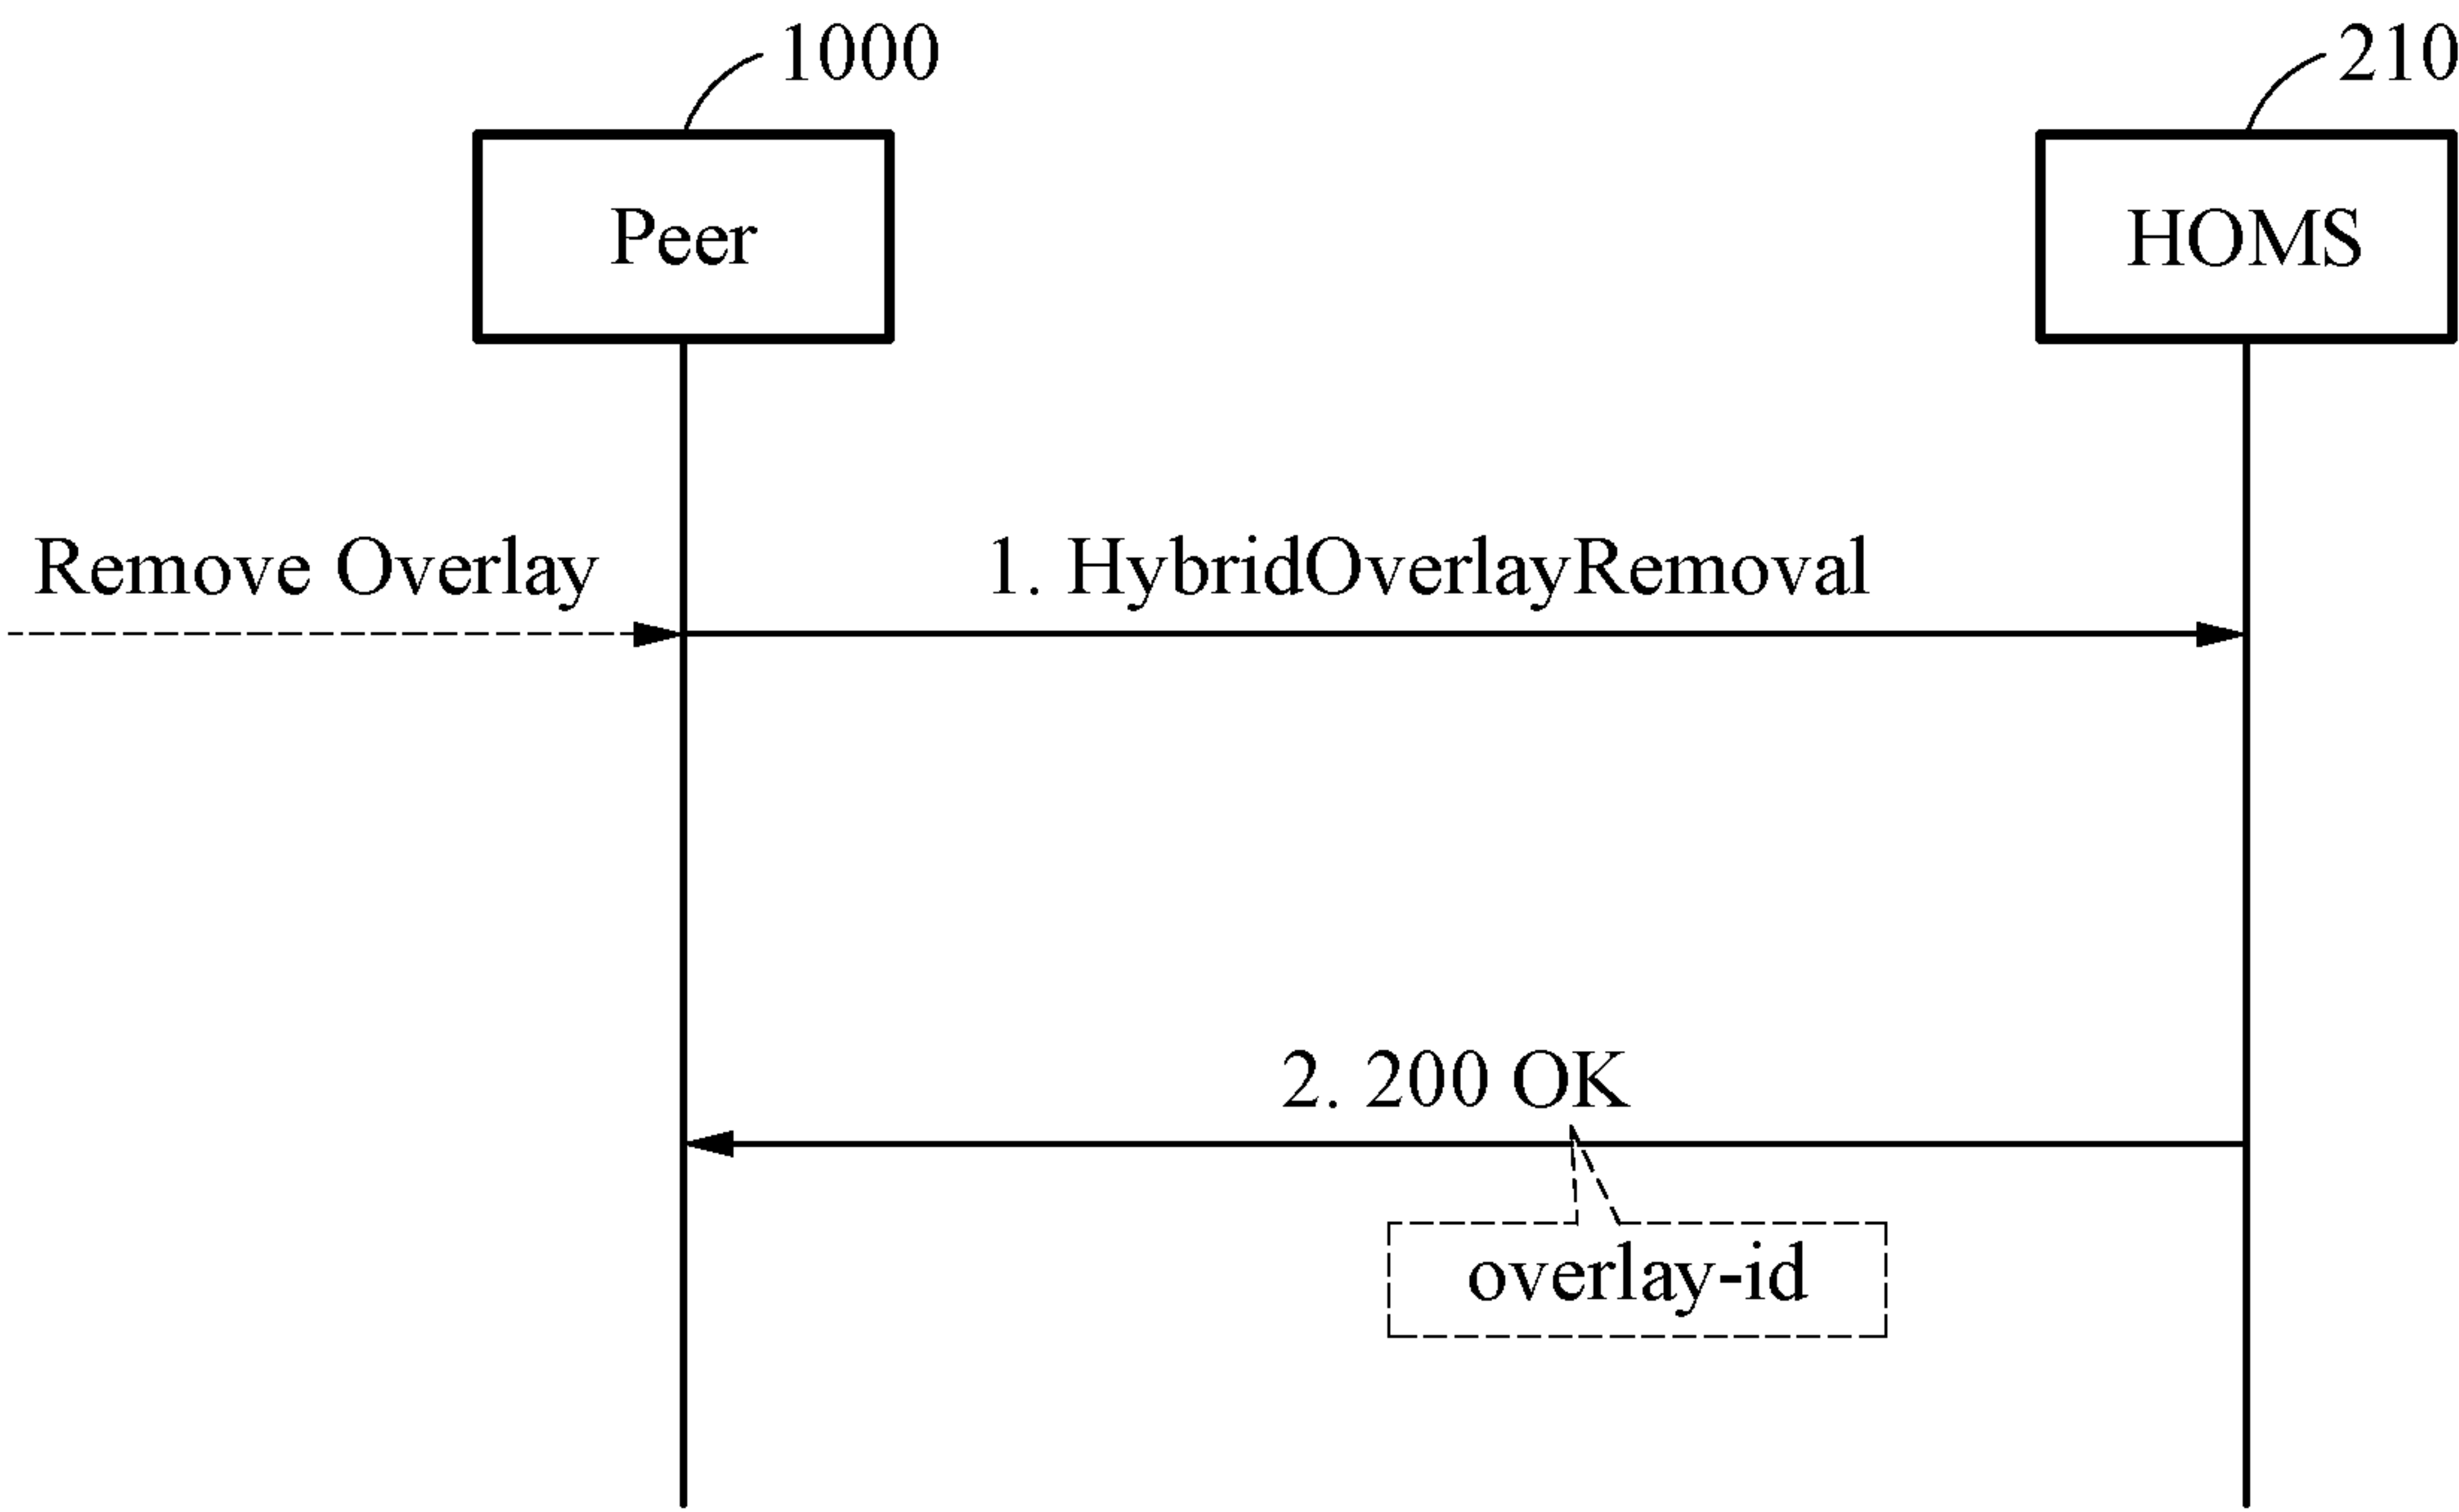 1000
210
Peer
HOMS
Remove Overlay
1. HybridOverlayRemoval
2. 200 OK
overlay-id